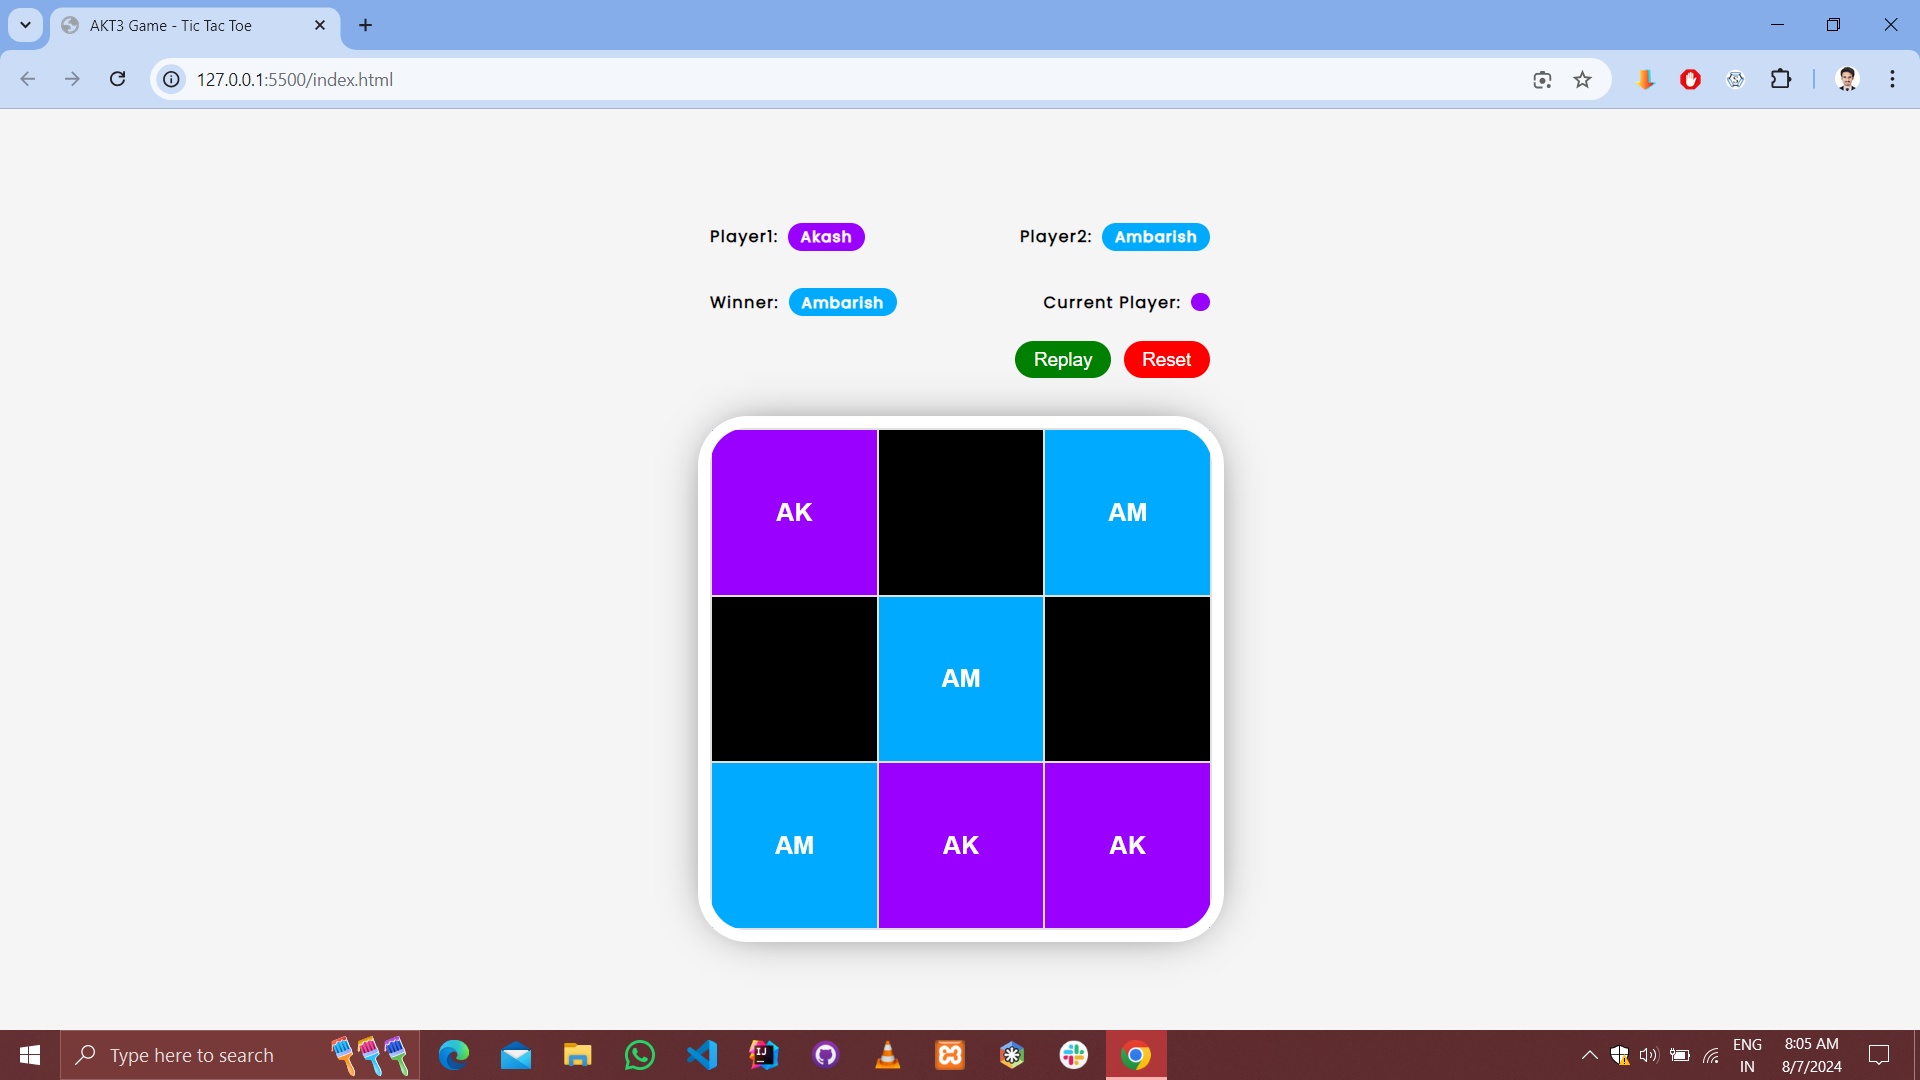 AKT3 Game - Tic Tac Toe
127.0.0.1:5500/index.html
Player1: Akash
Player2: Ambarish
Winner: Ambarish
Current Player:
Replay
Reset
AK
AM
AM
AM
AK
AK
Type here to search
ENG
IN
8:05 AM
8/7/2024